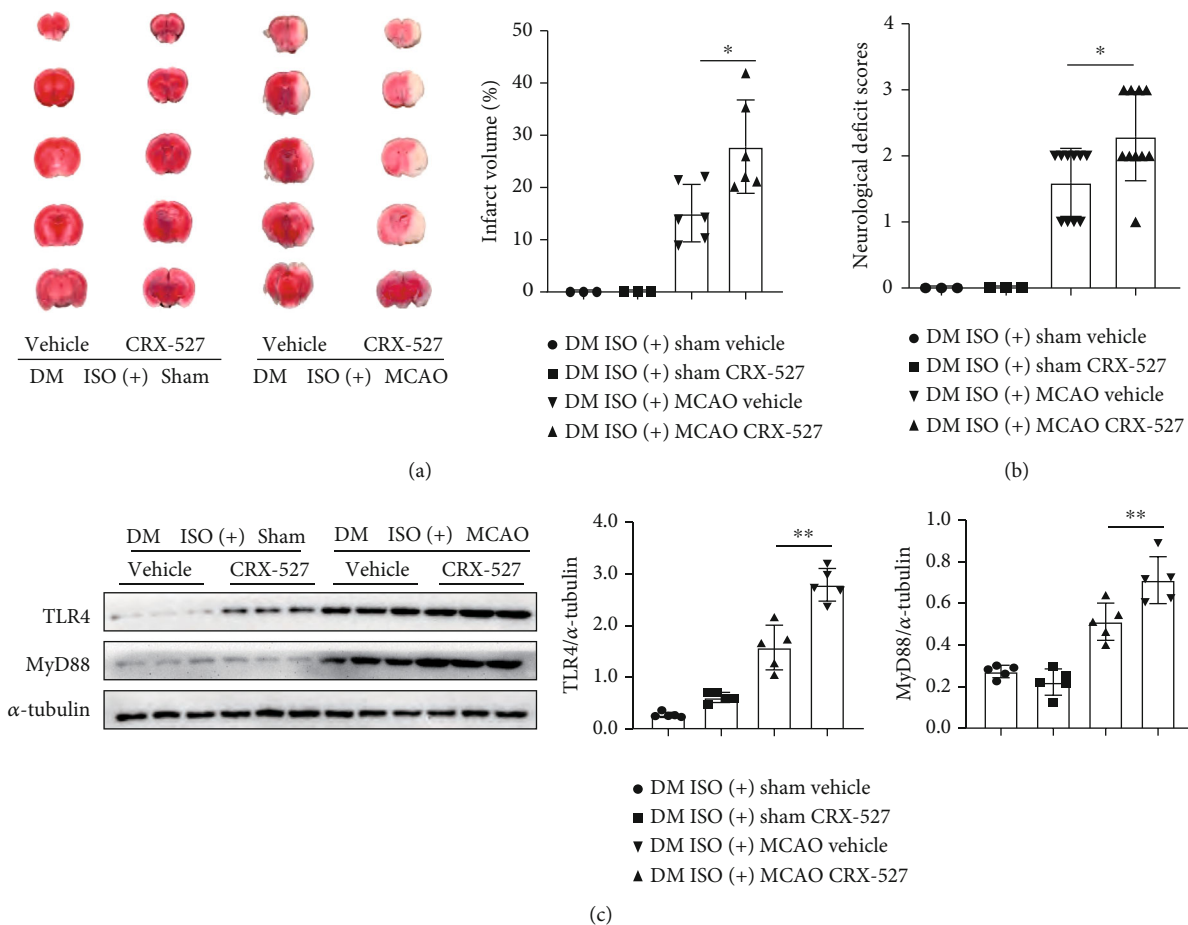 Vehicle CRX-527
DM ISO (+) Sham
Vehicle CRX-527
DM ISO (+) MCAO
Infarct volume (%)
50
40
30
20
10
0
*
● DM ISO (+) sham vehicle
■ DM ISO (+) sham CRX-527
▼ DM ISO (+) MCAO vehicle
▲ DM ISO (+) MCAO CRX-527
(a)
Neurological deficit scores
4
3
2
1
0
*
● DM ISO (+) sham vehicle
■ DM ISO (+) sham CRX-527
▼ DM ISO (+) MCAO vehicle
▲ DM ISO (+) MCAO CRX-527
(b)
DM ISO (+) Sham DM ISO (+) MCAO
Vehicle CRX-527 Vehicle CRX-527
TLR4
MyD88
α-tubulin
TLR4/α-tubulin
4.0
3.0
2.0
1.0
0.0
**
MyD88/α-tubulin
1.0
0.8
0.6
0.4
0.2
0.0
**
● DM ISO (+) sham vehicle
■ DM ISO (+) sham CRX-527
▼ DM ISO (+) MCAO vehicle
▲ DM ISO (+) MCAO CRX-527
(c)